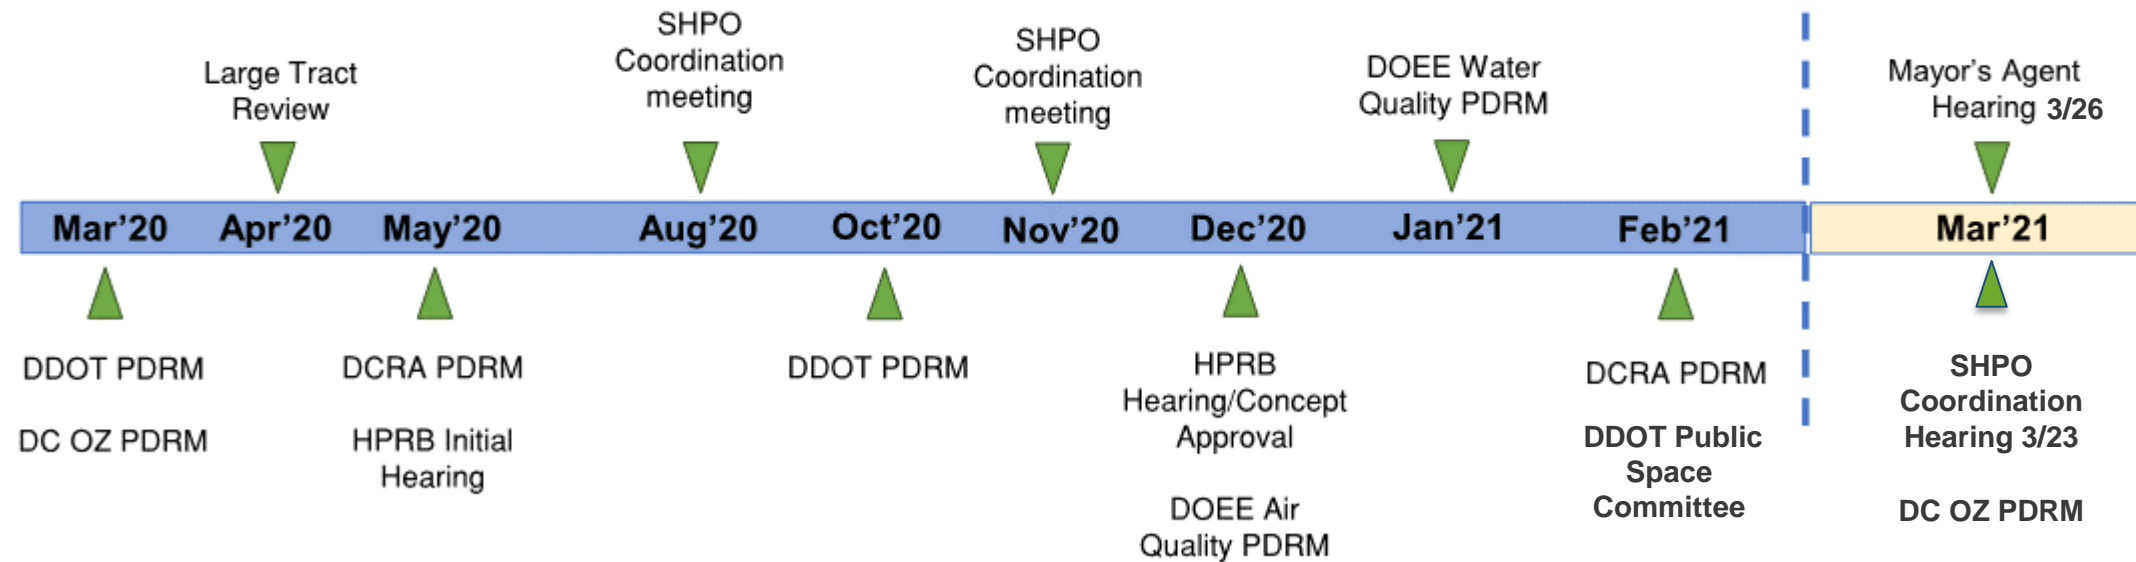 Large Tract
Review
SHPO
Coordination
meeting
SHPO
Coordination
meeting
DOEE Water
Quality PDRM
Mayor's Agent
Hearing 3/26
Mar'20
Apr'20
May'20
Aug'20
Oct'20
Nov'20
Dec'20
Jan'21
Feb'21
Mar'21
DDOT PDRM
DC OZ PDRM
DCRA PDRM
HPRB Initial
Hearing
DDOT PDRM
HPRB
Hearing/Concept
Approval
DOEE Air
Quality PDRM
DCRA PDRM
DDOT Public
Space
Committee
SHPO
Coordination
Hearing 3/23
DC OZ PDRM